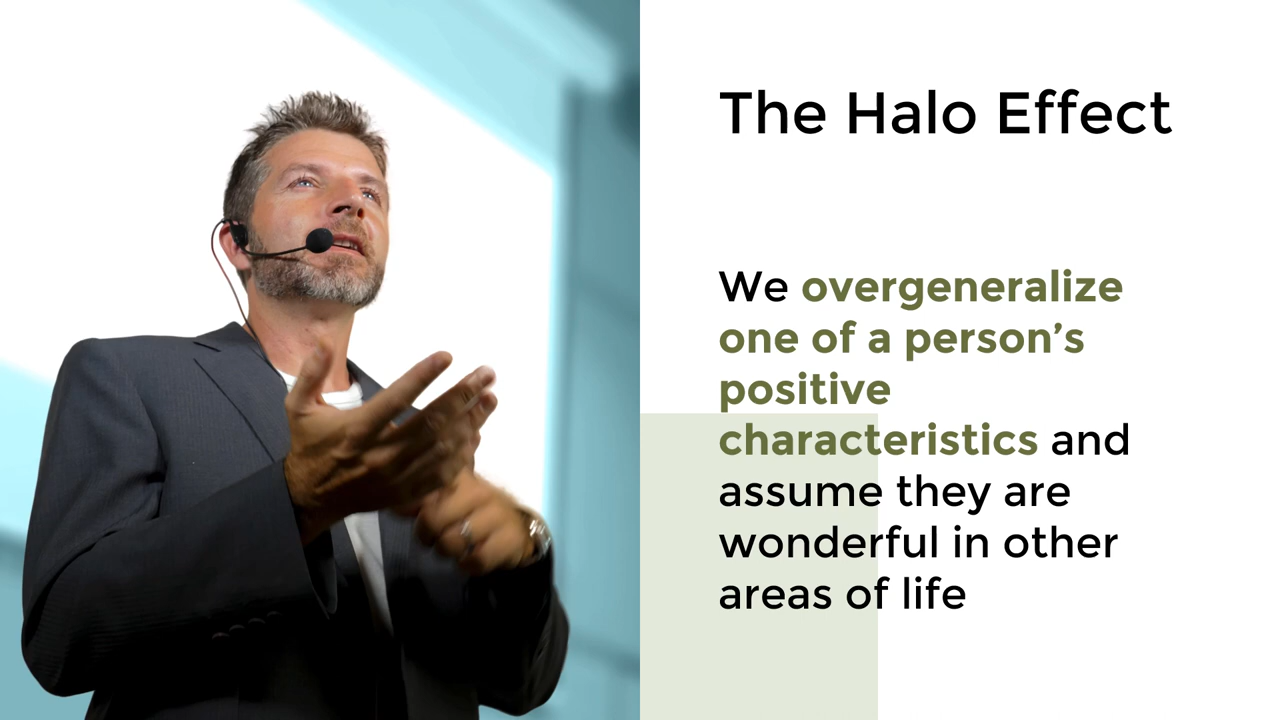 The Halo Effect
We overgeneralize
one of a person’s
positive
characteristics and
assume they are
wonderful in other
areas of life